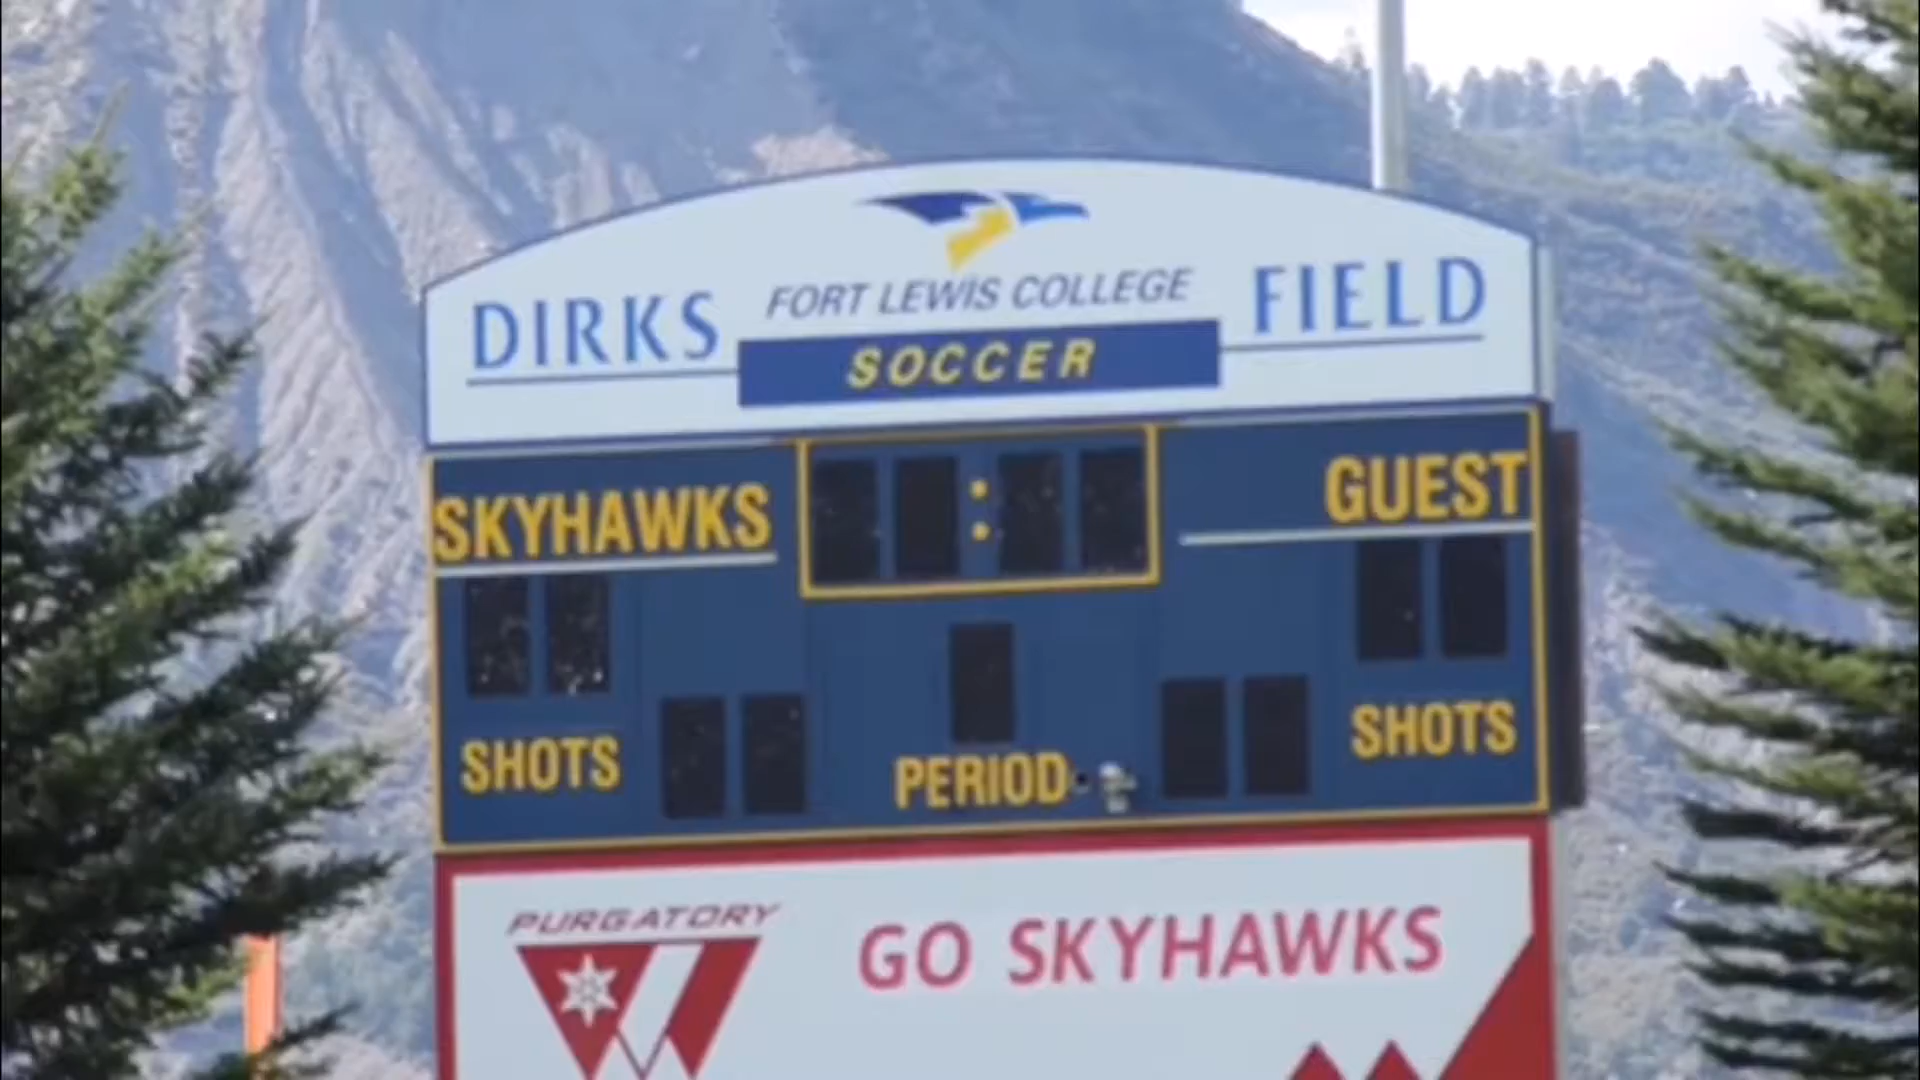 DIRKS FORT LEWIS COLLEGE FIELD
SOCCER
SKYHAWKS : GUEST
SHOTS PERIOD SHOTS
PURGATORY
GO SKYHAWKS